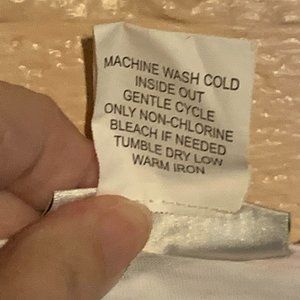 MACHINE WASH COLD
INSIDE OUT
GENTLE CYCLE
ONLY NON-CHLORINE
BLEACH IF NEEDED
TUMBLE DRY LOW
WARM IRON